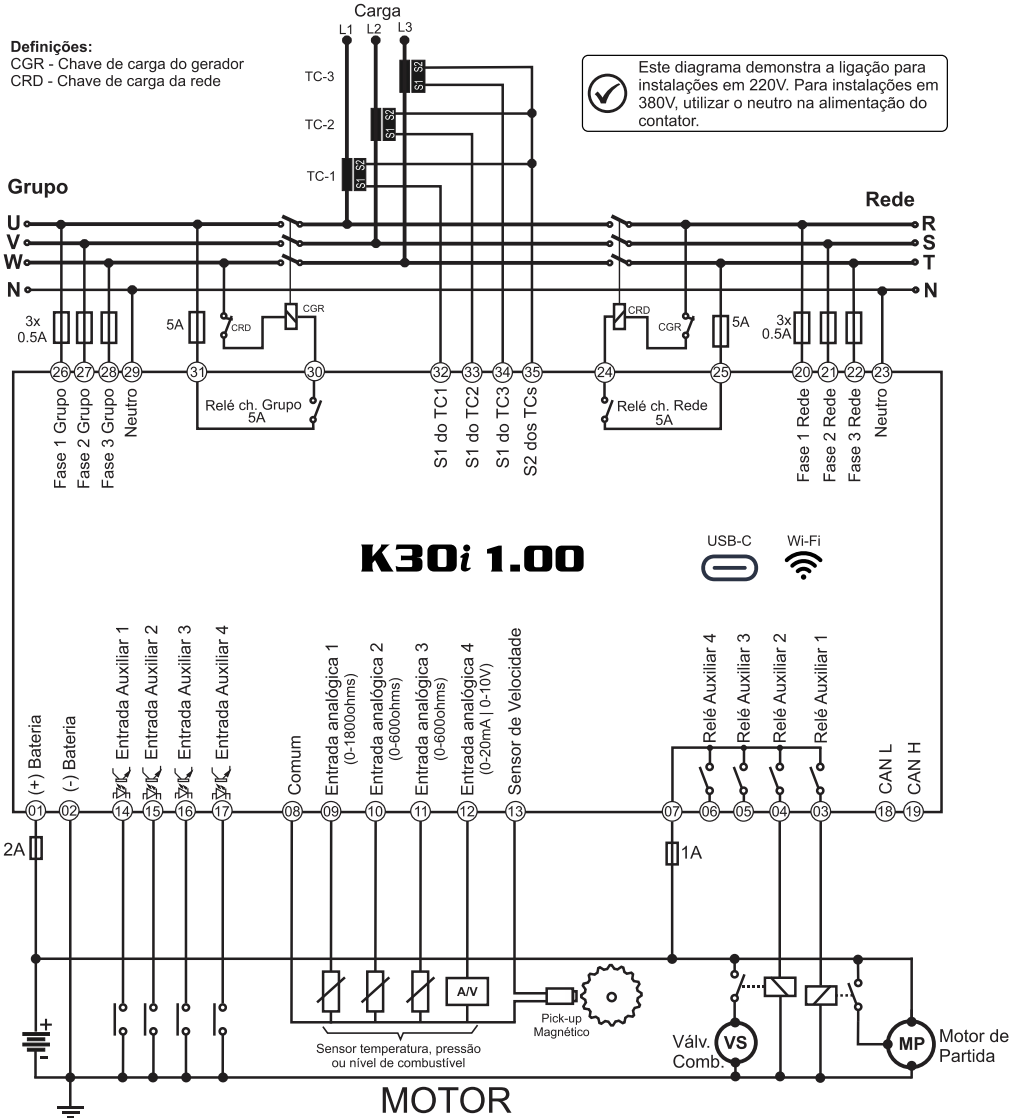 Carga
L1 L2 L3
Definições:
CGR - Chave de carga do gerador
CRD - Chave de carga da rede
Este diagrama demonstra a ligação para
instalações em 220V. Para instalações em
380V, utilizar o neutro na alimentação do
contator.
TC-3
S1 S2
TC-2
S1 S2
TC-1
S1 S2
Grupo
Rede
U
R
V
S
W
T
N
N
3x
0.5A
5A
CRD
CGR
CRD
CGR
5A
3x
0.5A
26 27 28 29 31 30 32 33 34 35 24 25 20 21 22 23
Fase 1 Grupo
Fase 2 Grupo
Fase 3 Grupo
Neutro
Relé ch. Grupo
5A
S1 do TC1
S1 do TC2
S1 do TC3
S2 dos TCs
Relé ch. Rede
5A
Fase 1 Rede
Fase 2 Rede
Fase 3 Rede
Neutro
K30i 1.00
USB-C
Wi-Fi
(+) Bateria
(-) Bateria
Entrada Auxiliar 1
Entrada Auxiliar 2
Entrada Auxiliar 3
Entrada Auxiliar 4
Comum
Entrada analógica 1
(0-1800ohms)
Entrada analógica 2
(0-600ohms)
Entrada analógica 3
(0-600ohms)
Entrada analógica 4
(0-20mA | 0-10V)
Sensor de Velocidade
Relé Auxiliar 4
Relé Auxiliar 3
Relé Auxiliar 2
Relé Auxiliar 1
CAN L
CAN H
01 02 14 15 16 17 08 09 10 11 12 13 07 06 05 04 03 18 19
2A
1A
A/V
Pick-up
Magnético
+
Sensor temperatura, pressão
ou nível de combustível
Válv.
Comb.
VS
MP
Motor de
Partida
MOTOR